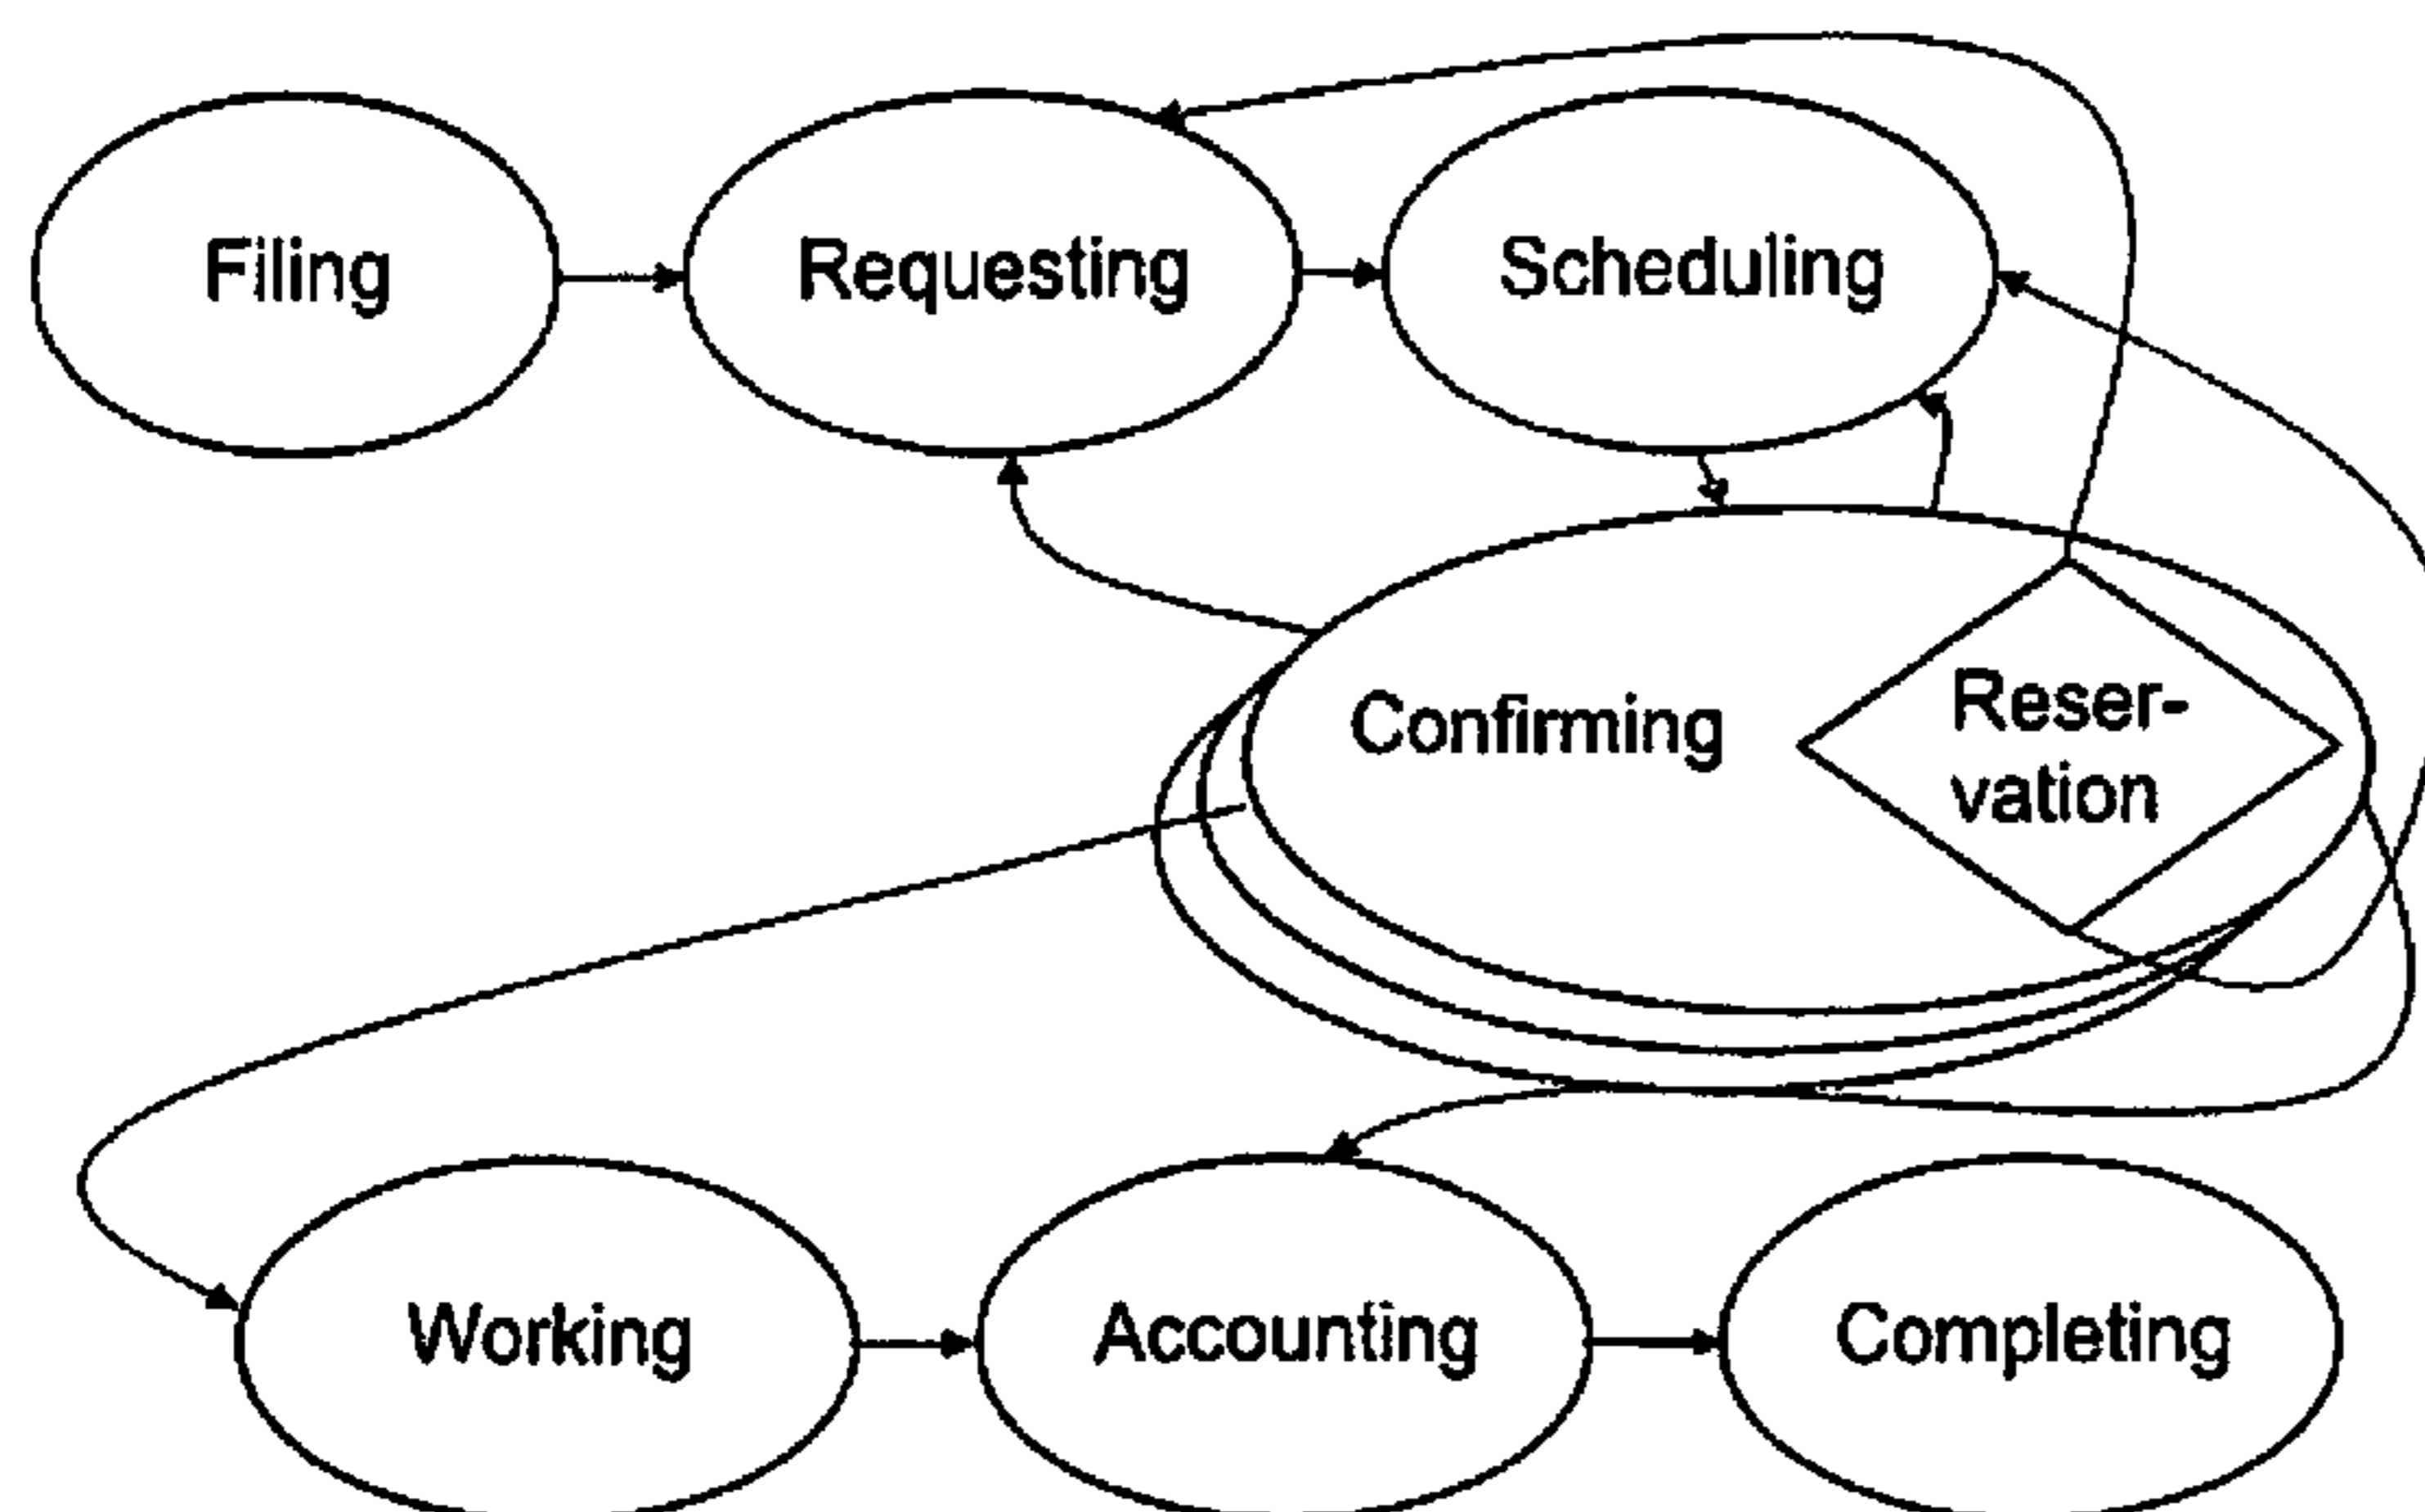 Filing
Requesting
Scheduling
Confirming
Reser-
vation
Working
Accounting
Completing